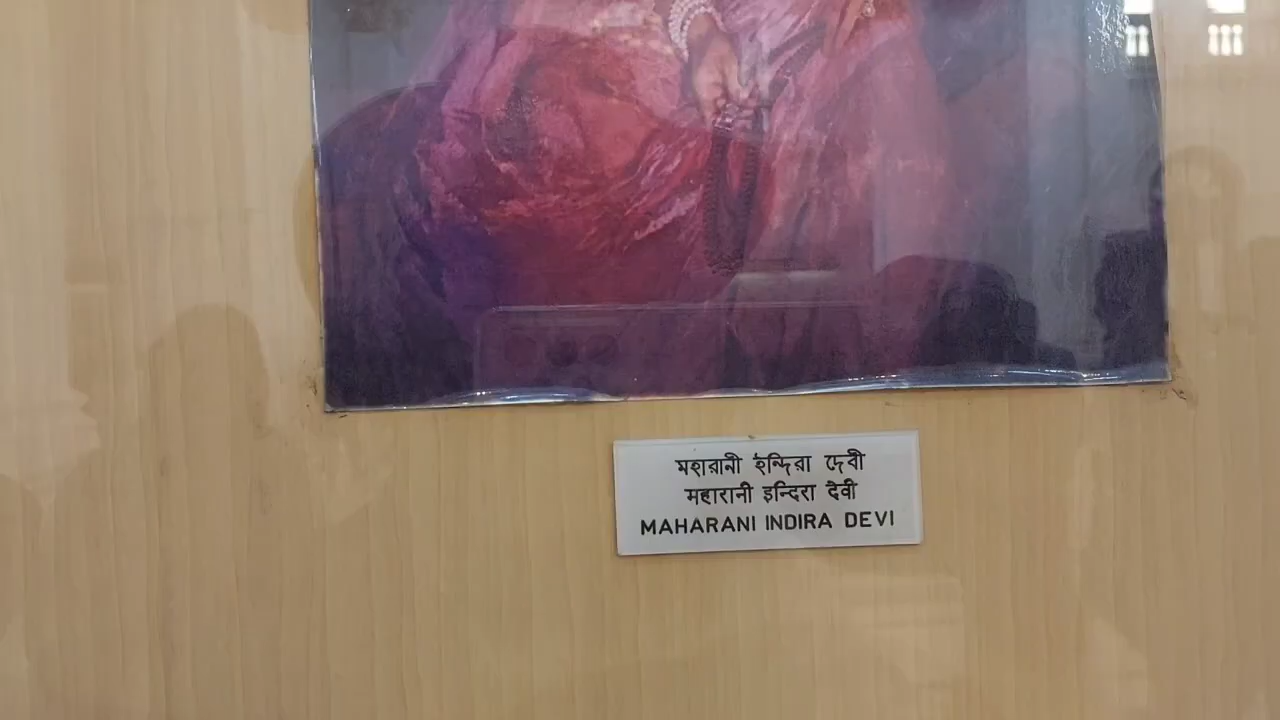 মহারানী ইন্দিরা দেবী
महारानी इन्दिरा देवी
MAHARANI INDIRA DEVI